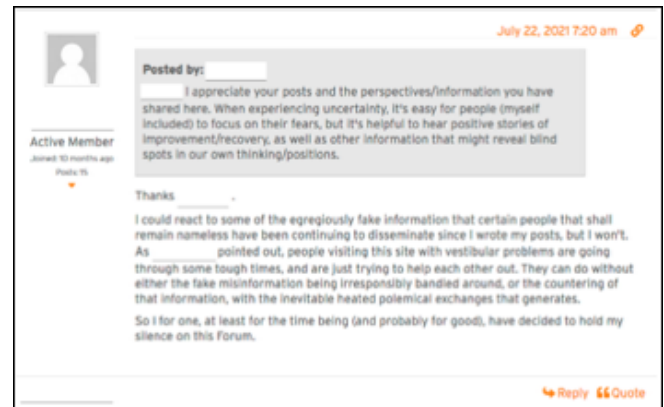 July 22, 2021 7:20 am
Posted by:
I appreciate your posts and the perspectives/information you have
shared here. When experiencing uncertainty, it's easy for people (myself
included) to focus on their fears, but it's helpful to hear positive stories of
improvement/recovery, as well as other information that might reveal blind
spots in our own thinking/positions.
Active Member
Joined: 10 months ago
Posts: 15
Thanks .
I could react to some of the egregiously fake information that certain people that shall
remain nameless have been continuing to disseminate since I wrote my posts, but I won't.
As pointed out, people visiting this site with vestibular problems are going
through some tough times, and are just trying to help each other out. They can do without
either the fake misinformation being irresponsibly bandied around, or the countering of
that information, with the inevitable heated polemical exchanges that generates.
So I for one, at least for the time being (and probably for good), have decided to hold my
silence on this Forum.
Reply Quote